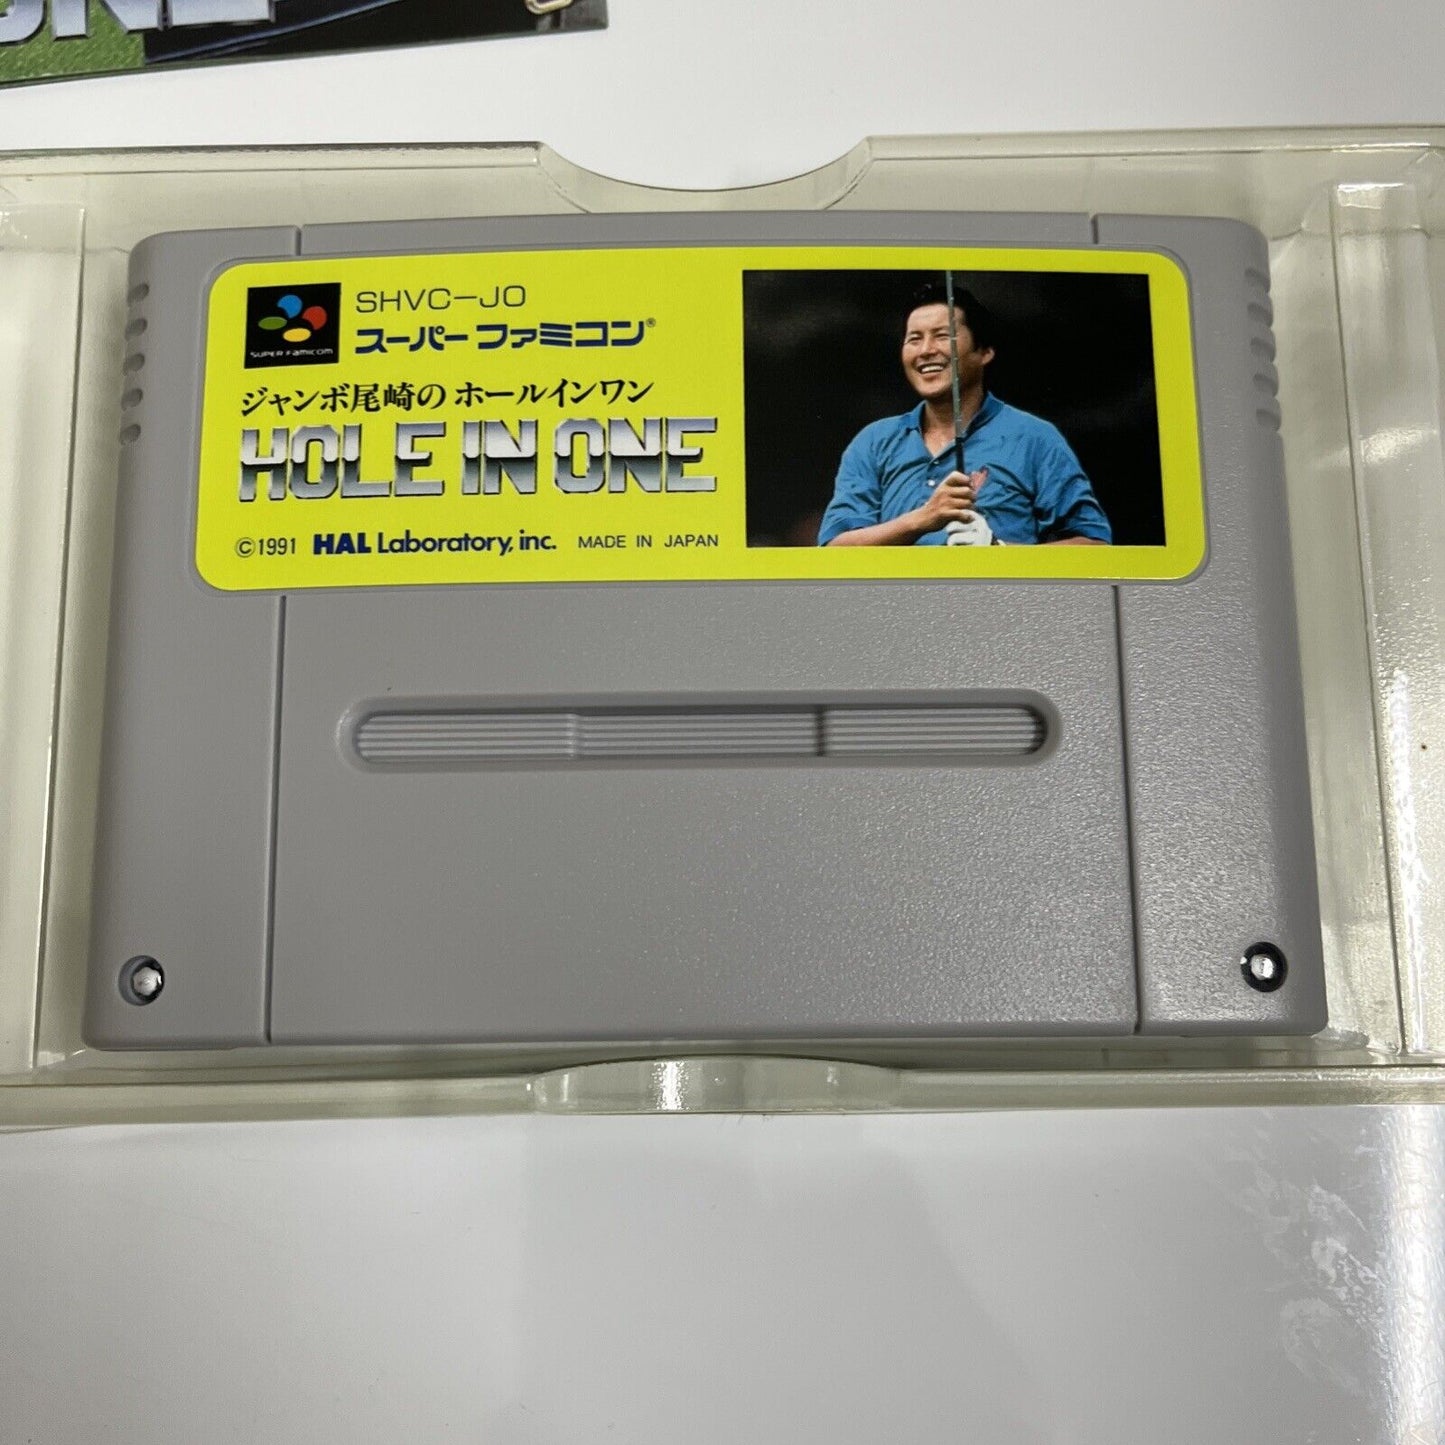 ONE
SUPER FAMICOM
SHVC-JO
スーパーファミコン®
ジャンボ尾崎の ホールインワン
HOLE IN ONE
©1991 HAL Laboratory, inc. MADE IN JAPAN